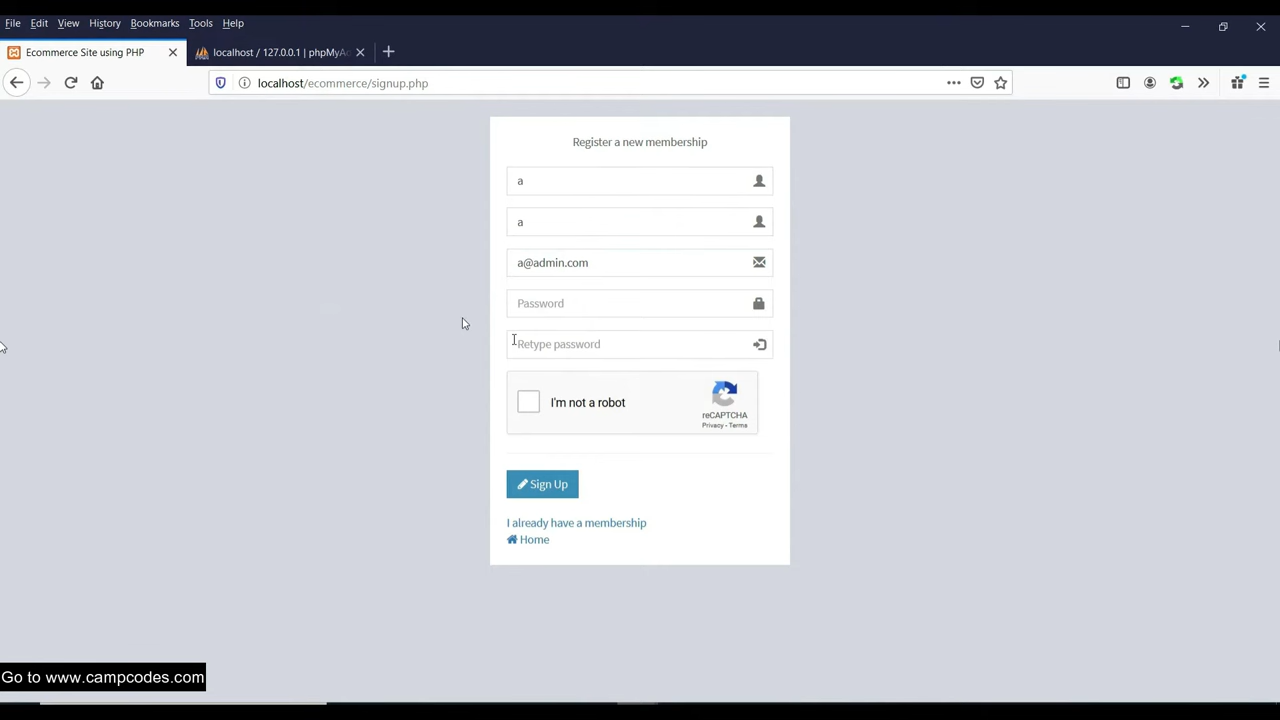 File Edit View History Bookmarks Tools Help
Ecommerce Site using PHP
localhost / 127.0.0.1 | phpMyAd
localhost/ecommerce/signup.php
Register a new membership
a
a
a@admin.com
Password
Retype password
I'm not a robot
reCAPTCHA
Privacy - Terms
Sign Up
I already have a membership
Home
Go to www.campcodes.com